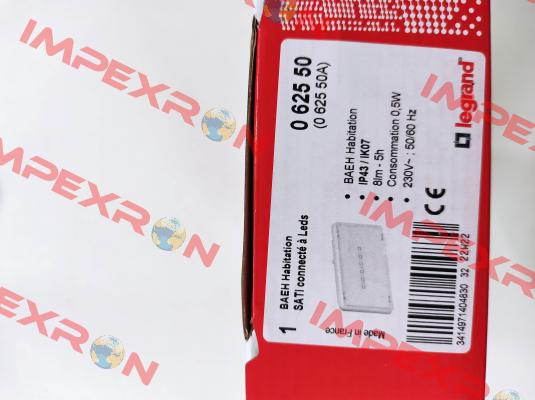 0 625 50
(0 625 50A)
BAEH Habitation
IP43 / IK07
8lm - 5h
Consommation 0,5W
230V~ ; 50/60 Hz
legrand
CE
1
BAEH Habitation
SATI connecté à Leds
Made in France
3414971404830 32 22W22
IMPEXRON
IMPEXRON
IMPEXRON
IMPEXRON
IMPEXRON
IMPEXRON